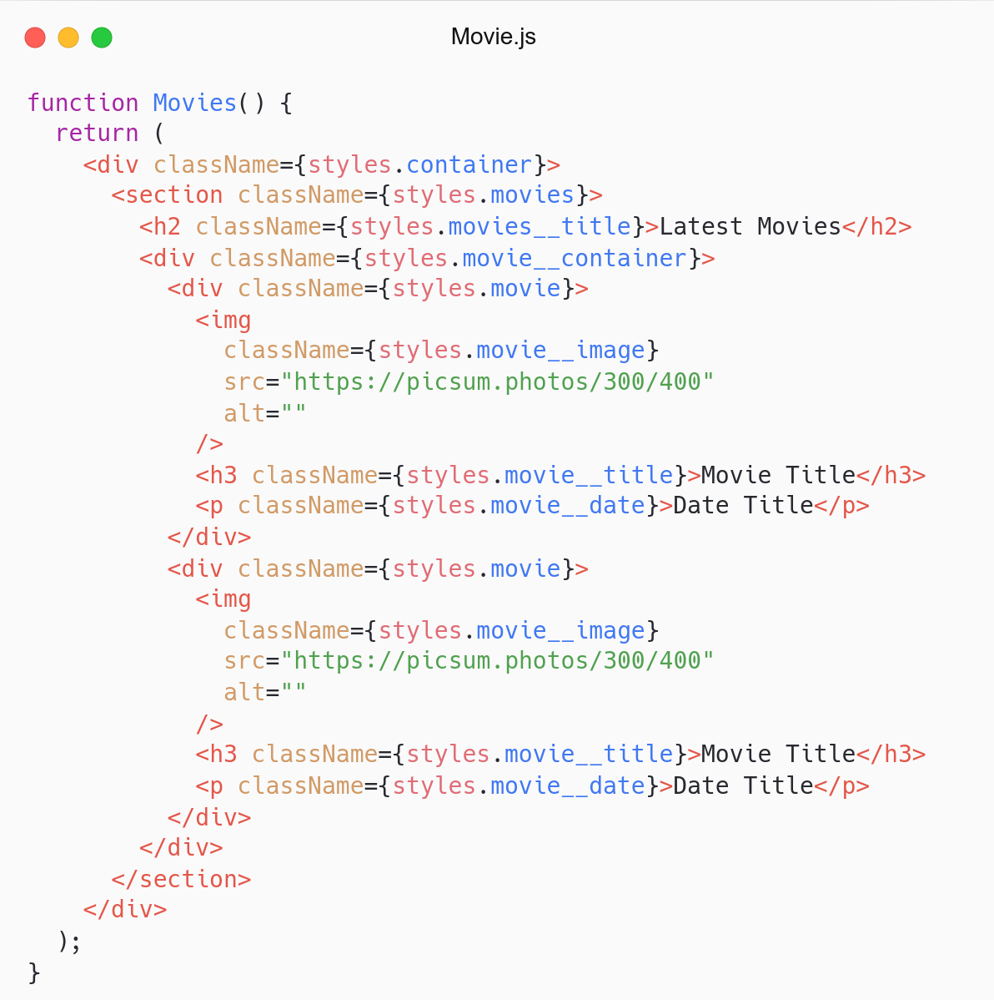 Movie.js
function Movies() {
  return (
    <div className={styles.container}>
      <section className={styles.movies}>
        <h2 className={styles.movies__title}>Latest Movies</h2>
        <div className={styles.movie__container}>
          <div className={styles.movie}>
            <img
              className={styles.movie__image}
              src="https://picsum.photos/300/400"
              alt=""
            />
            <h3 className={styles.movie__title}>Movie Title</h3>
            <p className={styles.movie__date}>Date Title</p>
          </div>
          <div className={styles.movie}>
            <img
              className={styles.movie__image}
              src="https://picsum.photos/300/400"
              alt=""
            />
            <h3 className={styles.movie__title}>Movie Title</h3>
            <p className={styles.movie__date}>Date Title</p>
          </div>
        </div>
      </section>
    </div>
  );
}